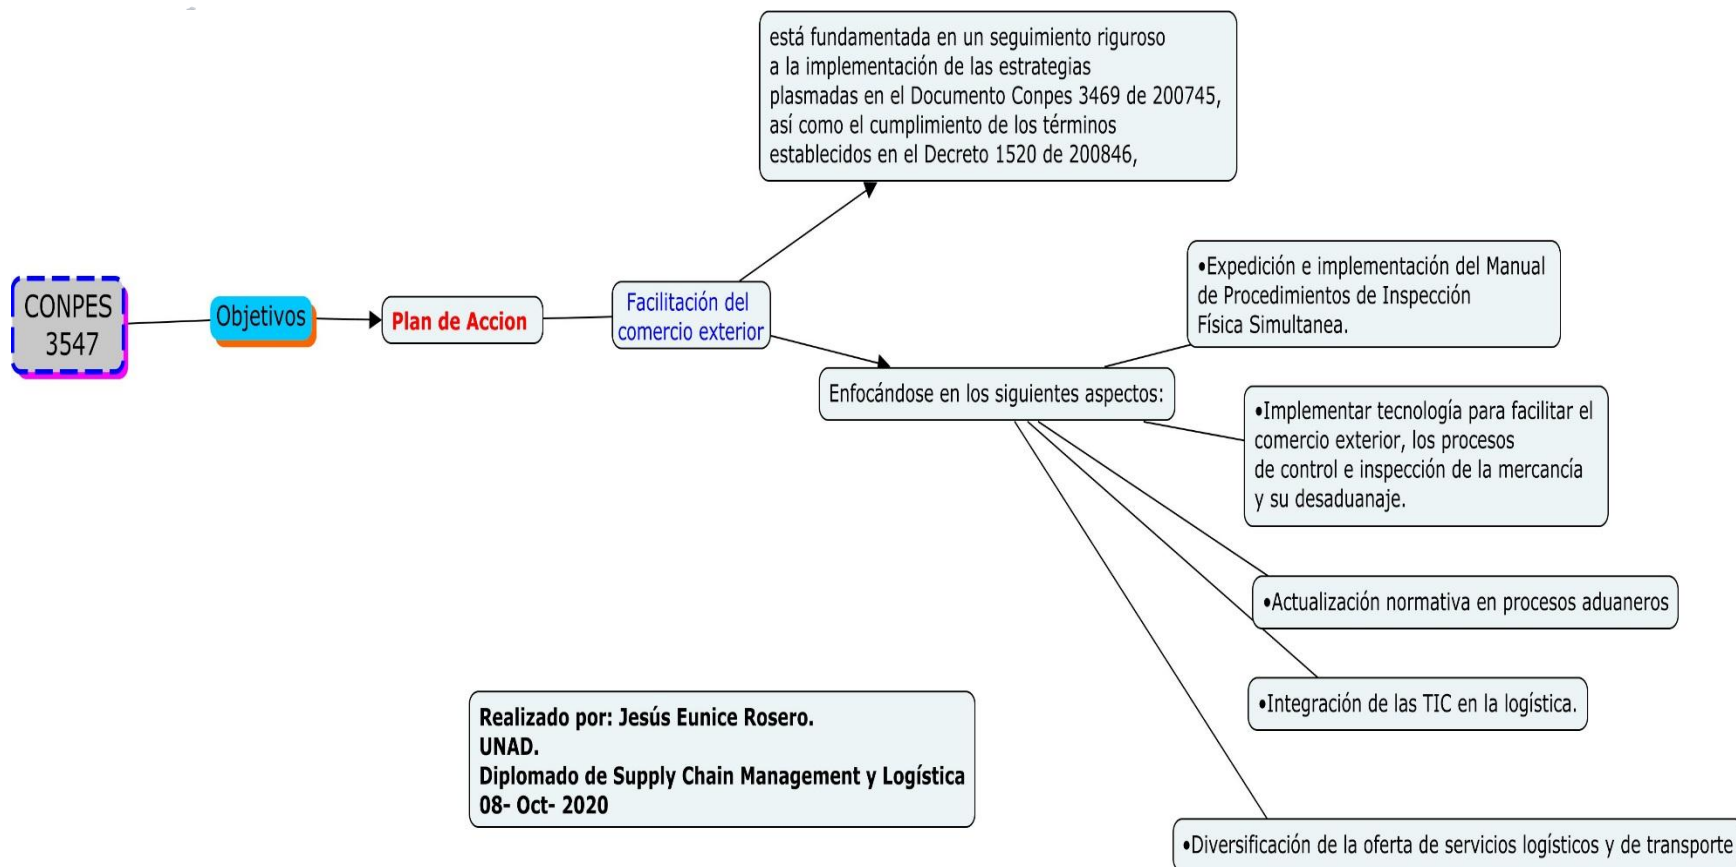 está fundamentada en un seguimiento riguroso
a la implementación de las estrategias
plasmadas en el Documento Conpes 3469 de 200745,
así como el cumplimiento de los términos
establecidos en el Decreto 1520 de 200846,
CONPES
3547
Objetivos
Plan de Accion
Facilitación del
comercio exterior
•Expedición e implementación del Manual
de Procedimientos de Inspección
Física Simultanea.
Enfocándose en los siguientes aspectos:
•Implementar tecnología para facilitar el
comercio exterior, los procesos
de control e inspección de la mercancía
y su desaduanaje.
•Actualización normativa en procesos aduaneros
•Integración de las TIC en la logística.
Realizado por: Jesús Eunice Rosero.
UNAD.
Diplomado de Supply Chain Management y Logística
08- Oct- 2020
•Diversificación de la oferta de servicios logísticos y de transporte